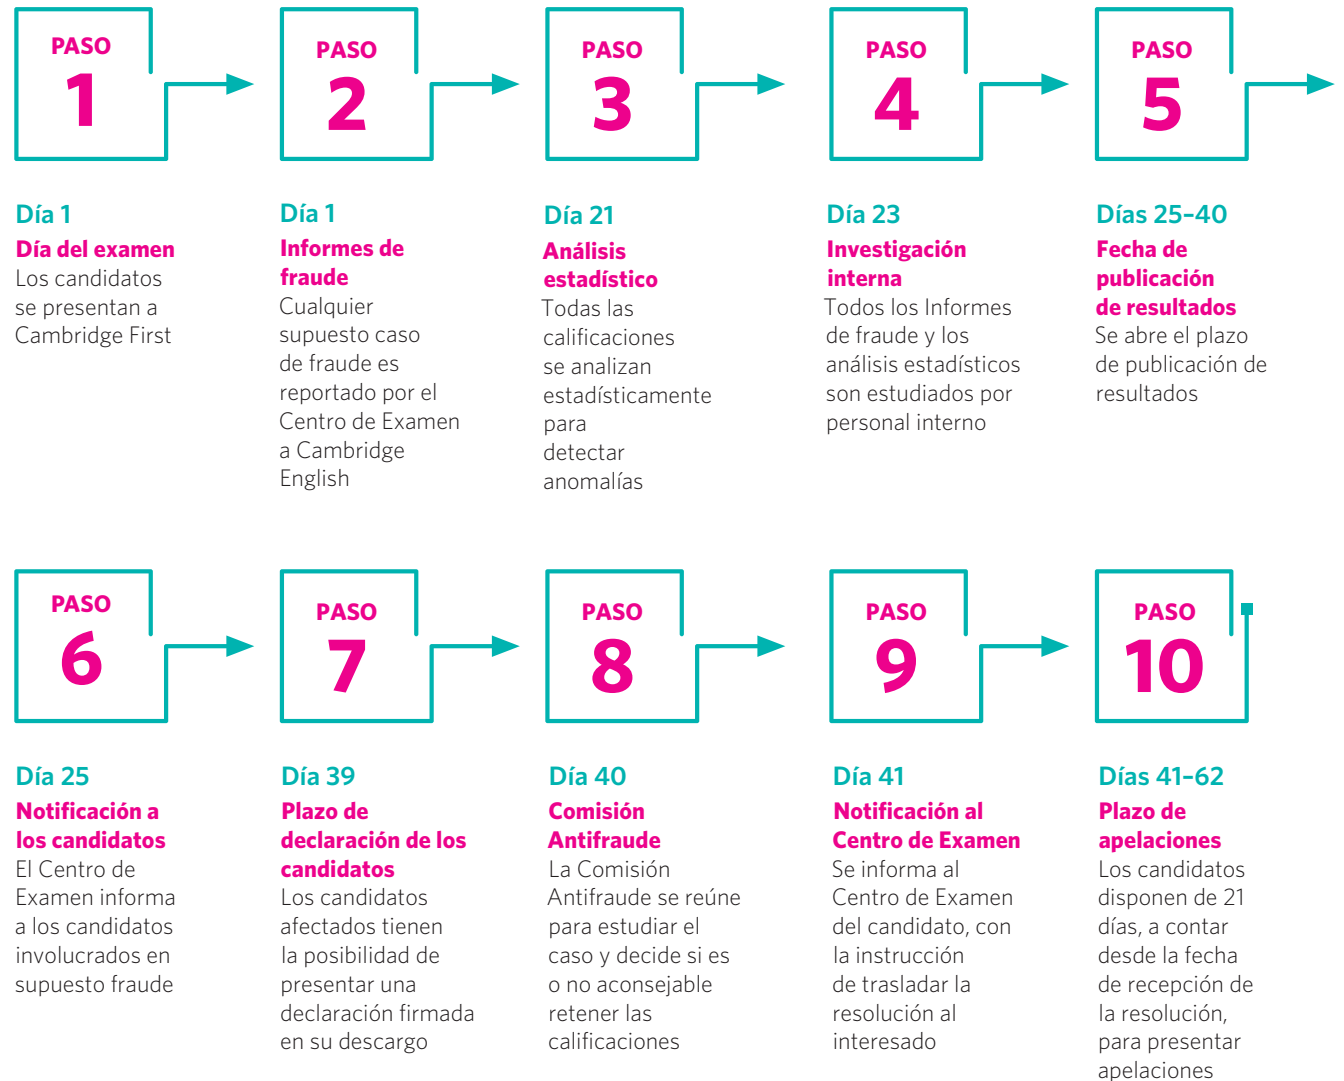 PASO
1
Día 1
Día del examen
Los candidatos
se presentan a
Cambridge First
PASO
2
Día 1
Informes de
fraude
Cualquier
supuesto caso
de fraude es
reportado por el
Centro de Examen
a Cambridge
English
PASO
3
Día 21
Análisis
estadístico
Todas las
calificaciones
se analizan
estadísticamente
para
detectar
anomalías
PASO
4
Día 23
Investigación
interna
Todos los Informes
de fraude y los
análisis estadísticos
son estudiados por
personal interno
PASO
5
Días 25–40
Fecha de
publicación
de resultados
Se abre el plazo
de publicación de
resultados
PASO
6
Día 25
Notificación a
los candidatos
El Centro de
Examen informa
a los candidatos
involucrados en
supuesto fraude
PASO
7
Día 39
Plazo de
declaración de los
candidatos
Los candidatos
afectados tienen
la posibilidad de
presentar una
declaración firmada
en su descargo
PASO
8
Día 40
Comisión
Antifraude
La Comisión
Antifraude se reúne
para estudiar el
caso y decide si es
o no aconsejable
retener las
calificaciones
PASO
9
Día 41
Notificación al
Centro de Examen
Se informa al
Centro de Examen
del candidato, con
la instrucción
de trasladar la
resolución al
interesado
PASO
10
Días 41–62
Plazo de
apelaciones
Los candidatos
disponen de 21
días, a contar
desde la fecha
de recepción de
la resolución,
para presentar
apelaciones